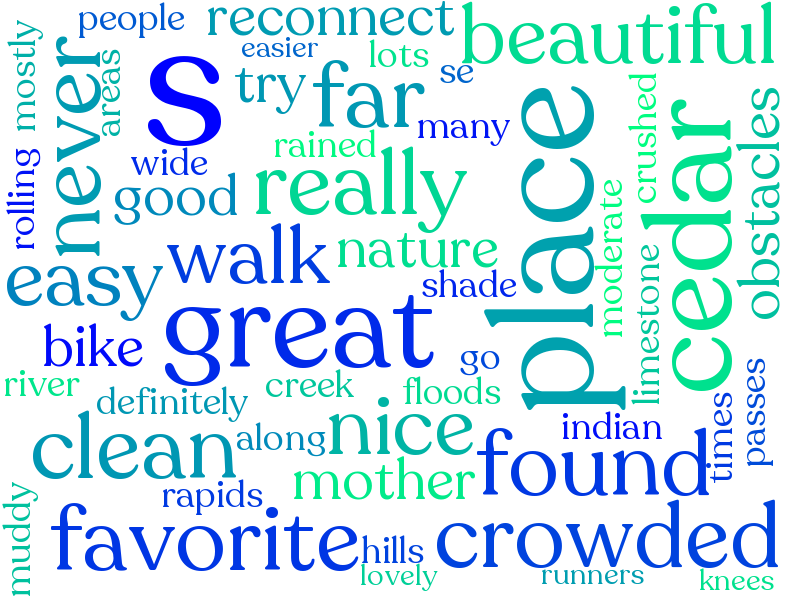 people
reconnect
beautiful
mostly
never
areas
s
easier
try
lots
far
se
many
place
crushed
cedar
obstacles
rolling
wide
rained
good
really
walk
nature
moderate
easy
shade
limestone
great
bike
go
river
creek
floods
definitely
passes
times
clean
along
nice
indian
found
mother
muddy
rapids
favorite
hills
crowded
lovely
runners
knees